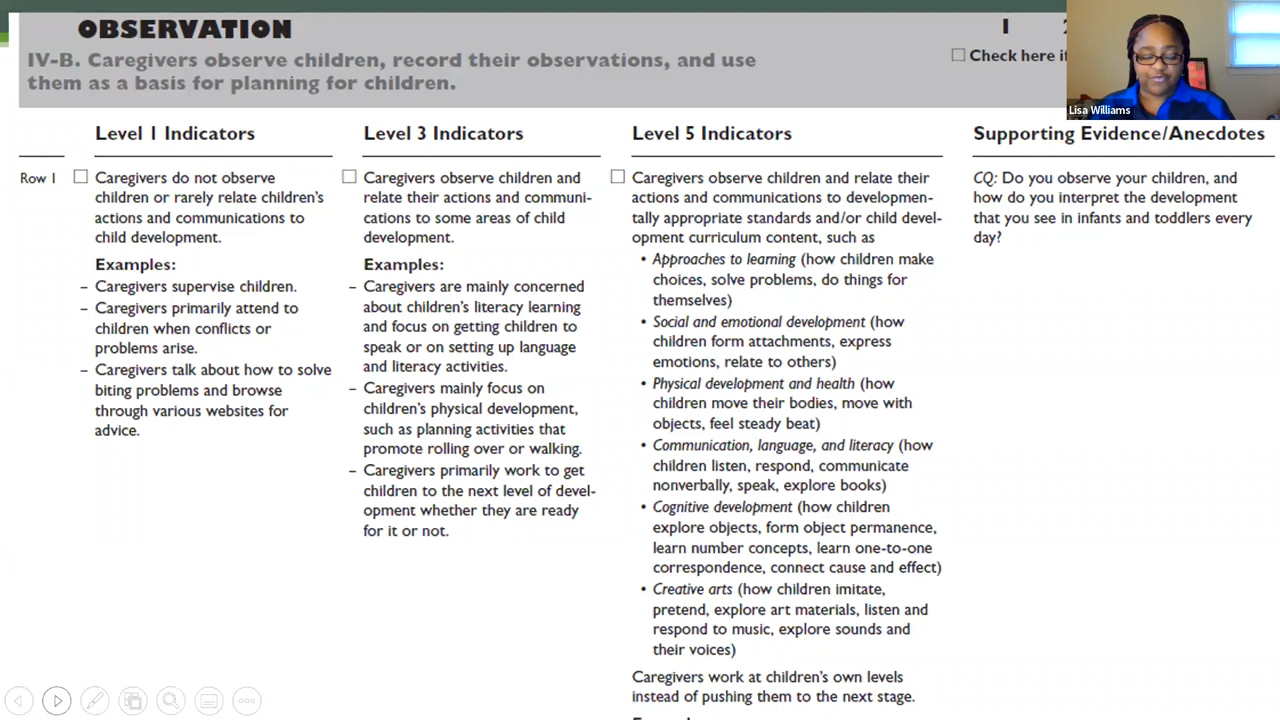 OBSERVATION
1
IV-B. Caregivers observe children, record their observations, and use
them as a basis for planning for children.
Check here if
Lisa Williams
Level 1 Indicators
Level 3 Indicators
Level 5 Indicators
Supporting Evidence/Anecdotes
Row 1
Caregivers do not observe
children or rarely relate children's
actions and communications to
child development.
Examples:
– Caregivers supervise children.
– Caregivers primarily attend to
children when conflicts or
problems arise.
– Caregivers talk about how to solve
biting problems and browse
through various websites for
advice.
Caregivers observe children and
relate their actions and communi-
cations to some areas of child
development.
Examples:
– Caregivers are mainly concerned
about children's literacy learning
and focus on getting children to
speak or on setting up language
and literacy activities.
– Caregivers mainly focus on
children's physical development,
such as planning activities that
promote rolling over or walking.
– Caregivers primarily work to get
children to the next level of devel-
opment whether they are ready
for it or not.
Caregivers observe children and relate their
actions and communications to developmen-
tally appropriate standards and/or child devel-
opment curriculum content, such as
• Approaches to learning (how children make
choices, solve problems, do things for
themselves)
• Social and emotional development (how
children form attachments, express
emotions, relate to others)
• Physical development and health (how
children move their bodies, move with
objects, feel steady beat)
• Communication, language, and literacy (how
children listen, respond, communicate
nonverbally, speak, explore books)
• Cognitive development (how children
explore objects, form object permanence,
learn number concepts, learn one-to-one
correspondence, connect cause and effect)
• Creative arts (how children imitate,
pretend, explore art materials, listen and
respond to music, explore sounds and
their voices)
Caregivers work at children's own levels
instead of pushing them to the next stage.
CQ: Do you observe your children, and
how do you interpret the development
that you see in infants and toddlers every
day?